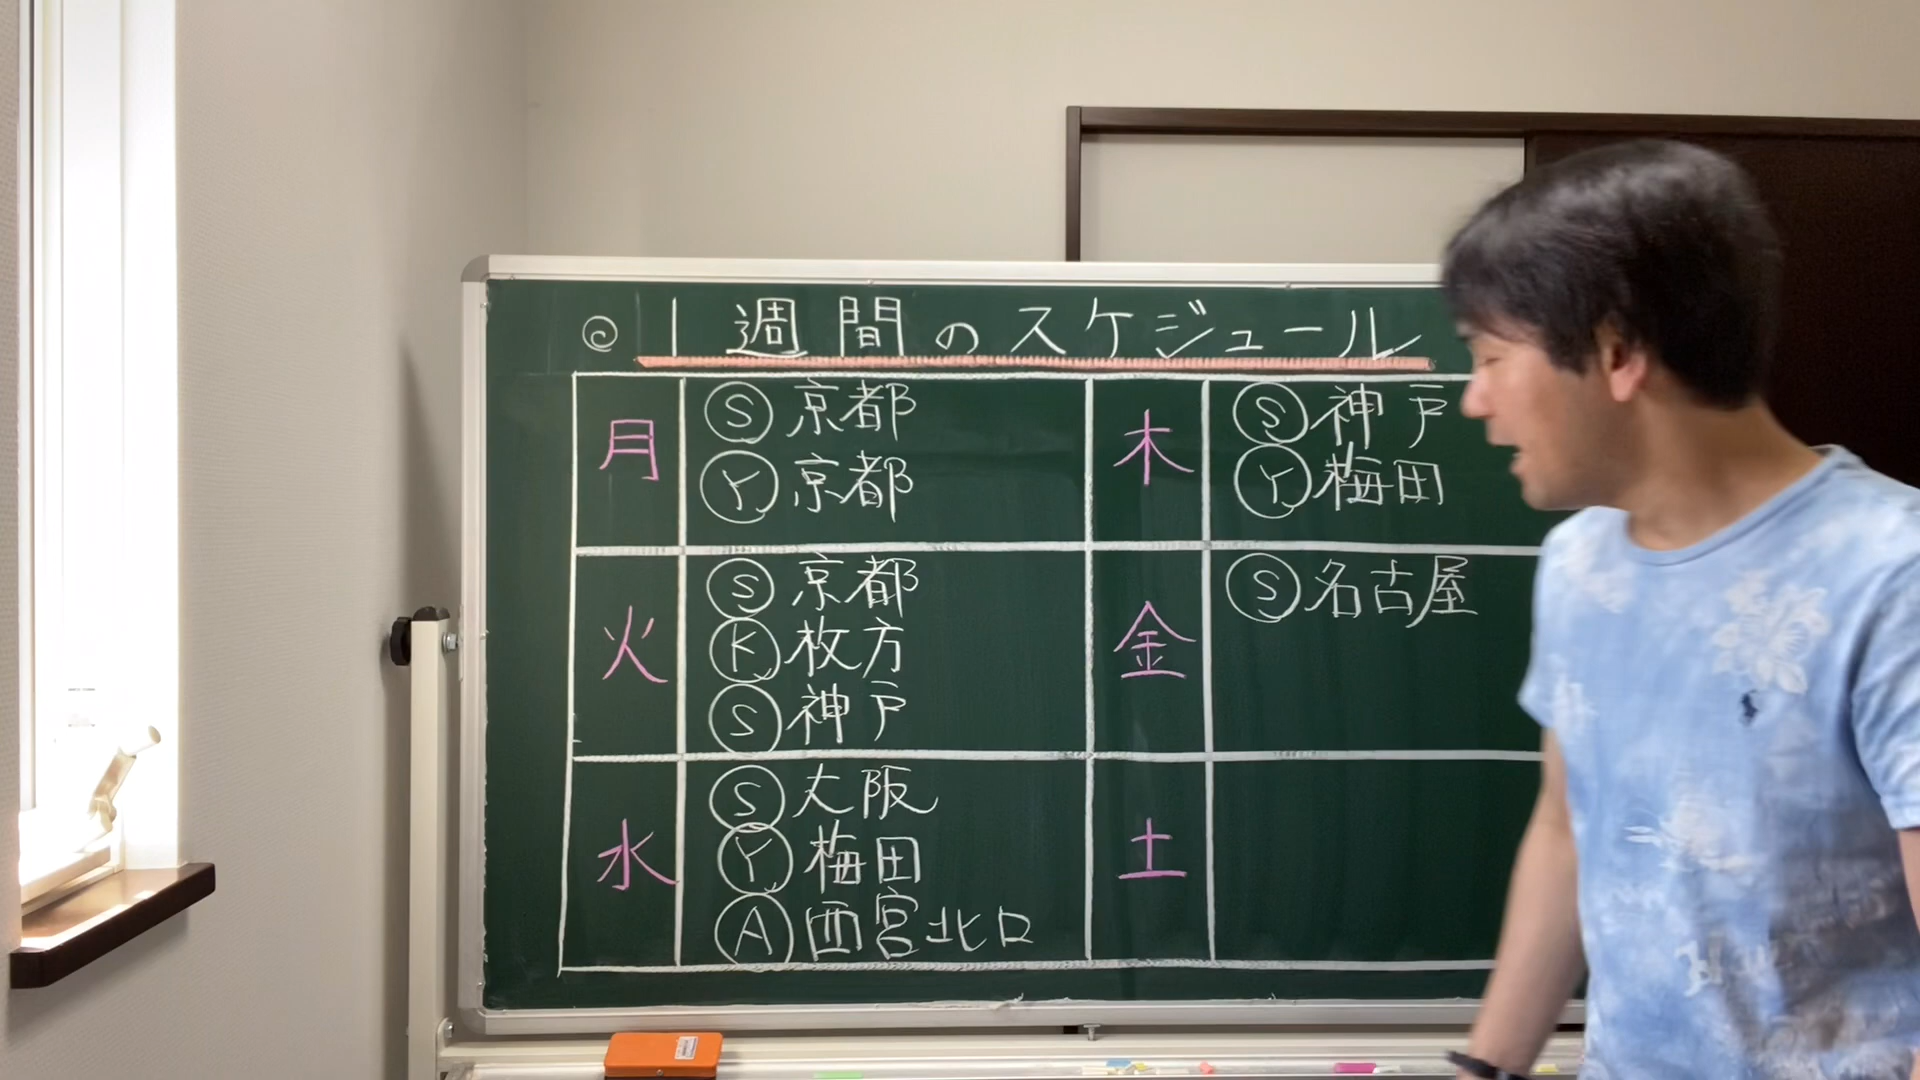 ◎1週間のスケジュール
月
Ⓢ京都
Ⓨ京都
火
Ⓢ京都
Ⓚ枚方
Ⓢ神戸
水
Ⓢ大阪
Ⓨ梅田
Ⓐ西宮北口
木
Ⓢ神戸
Ⓨ梅田
金
Ⓢ名古屋
土